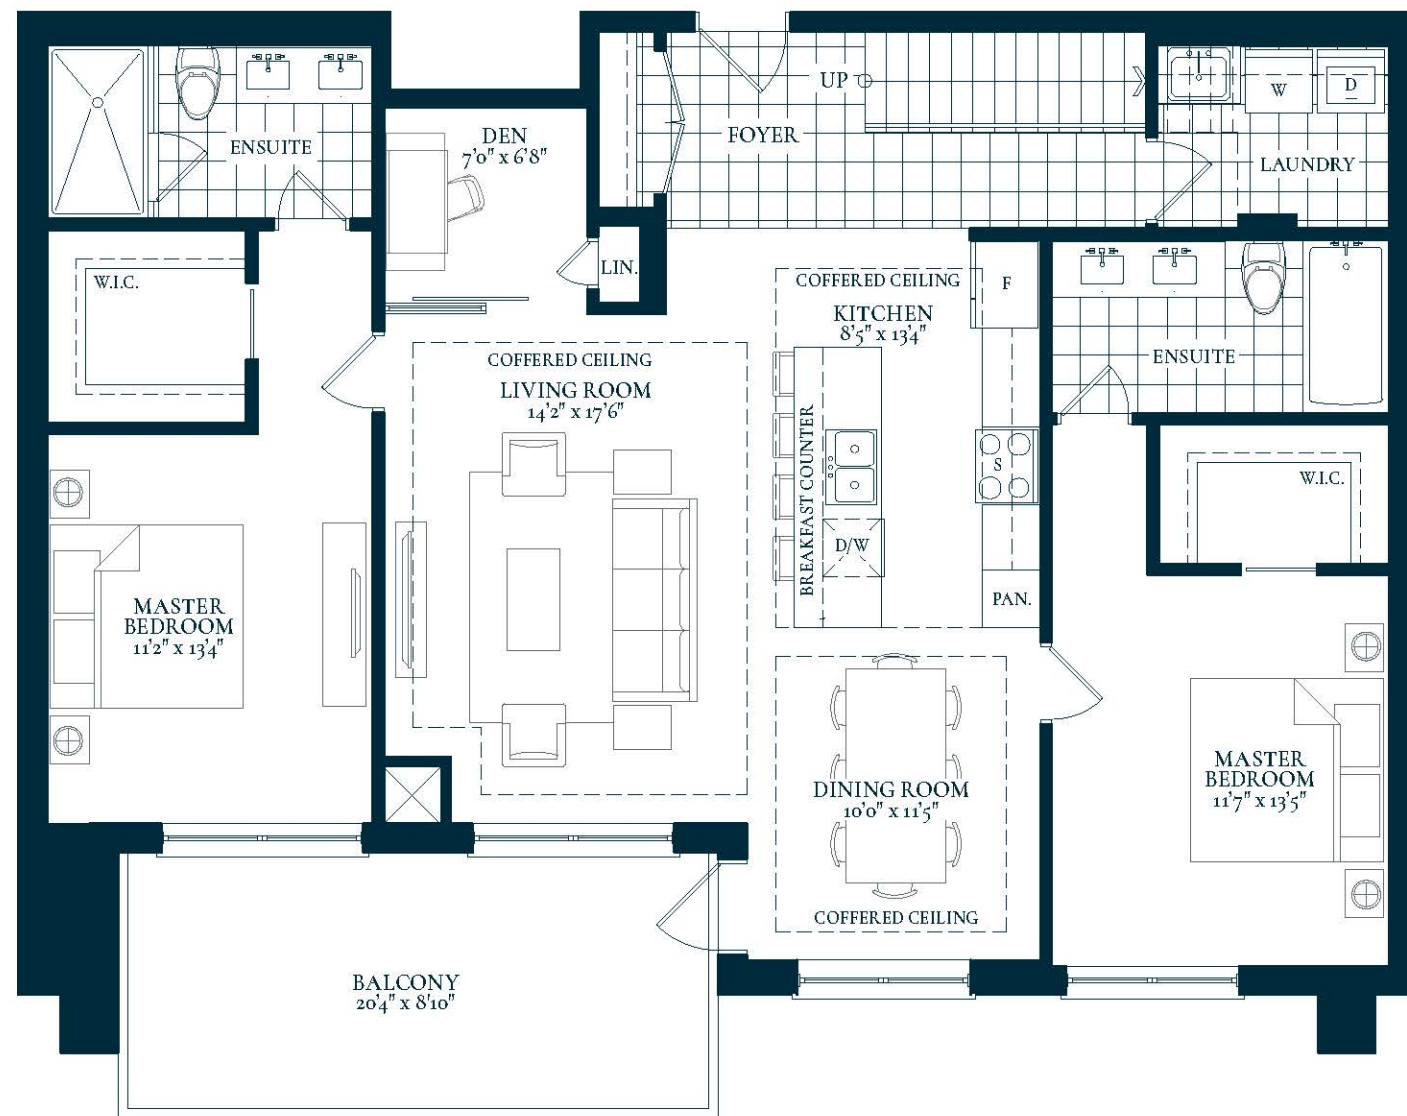 UP
FOYER
W
D
LAUNDRY
ENSUITE
DEN
7'0" x 6'8"
LIN.
W.I.C.
COFFERED CEILING
KITCHEN
8'5" x 13'4"
F
ENSUITE
COFFERED CEILING
LIVING ROOM
14'2" x 17'6"
BREAKFAST COUNTER
S
W.I.C.
D/W
PAN.
MASTER
BEDROOM
11'2" x 13'4"
DINING ROOM
10'0" x 11'5"
COFFERED CEILING
MASTER
BEDROOM
11'7" x 13'5"
BALCONY
20'4" x 8'10"